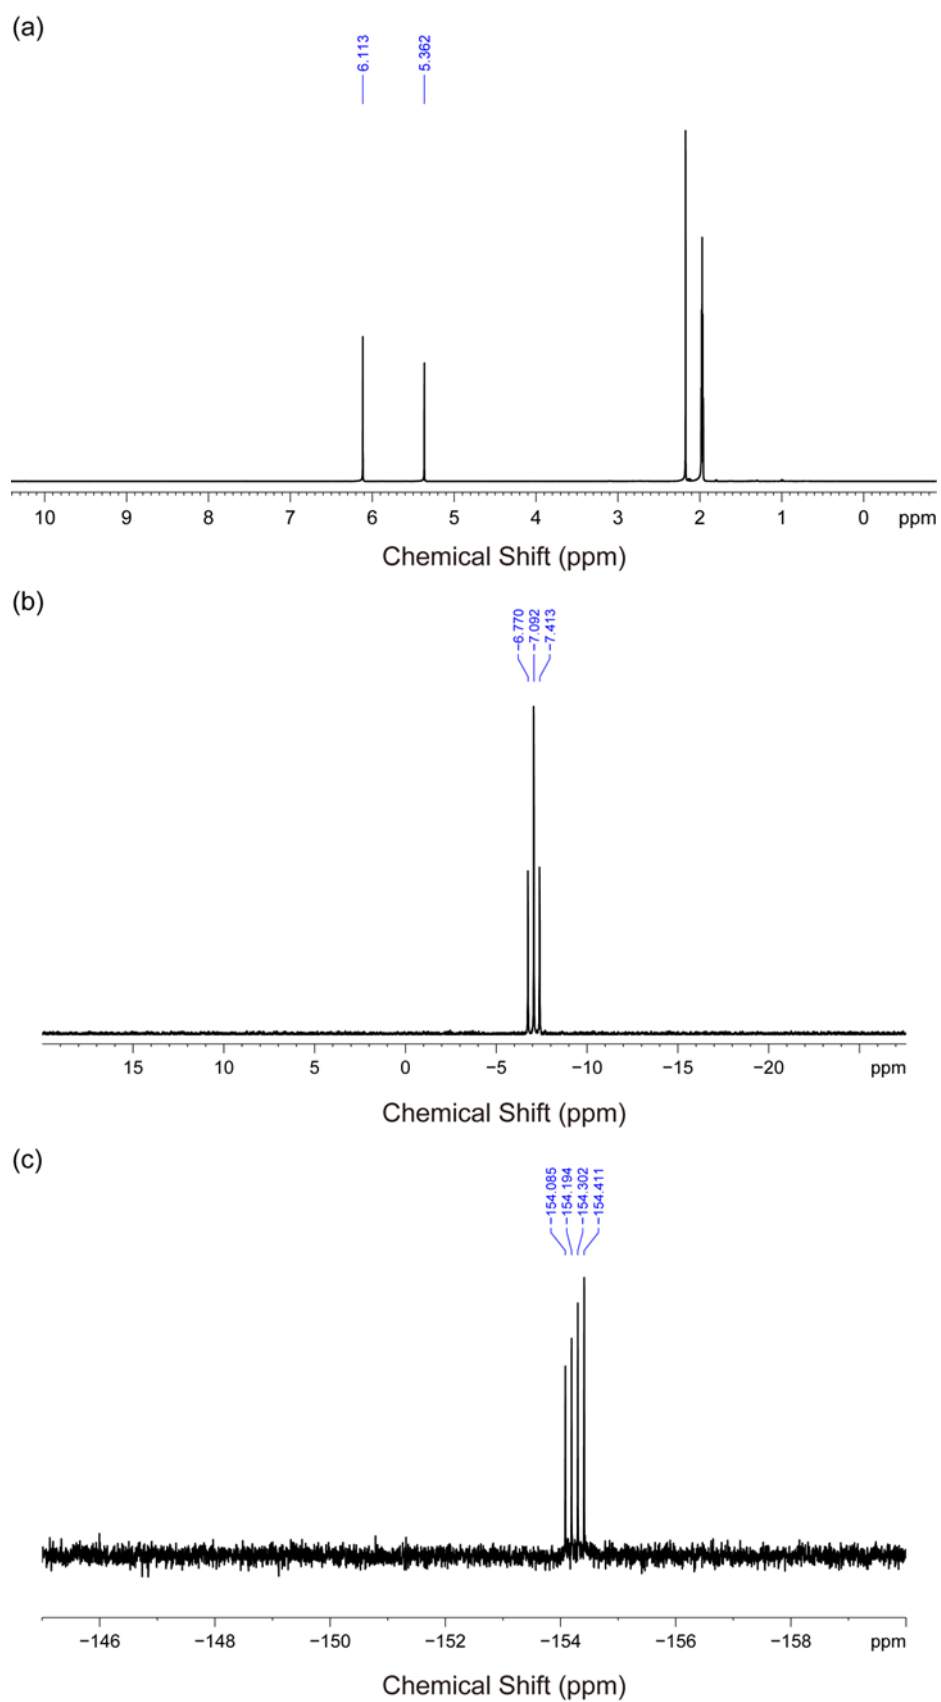 (a)
6.113
5.362
10 9 8 7 6 5 4 3 2 1 0 ppm
Chemical Shift (ppm)
(b)
−6.770
−7.092
−7.413
15 10 5 0 −5 −10 −15 −20 ppm
Chemical Shift (ppm)
(c)
−154.085
−154.194
−154.302
−154.411
−146 −148 −150 −152 −154 −156 −158 ppm
Chemical Shift (ppm)